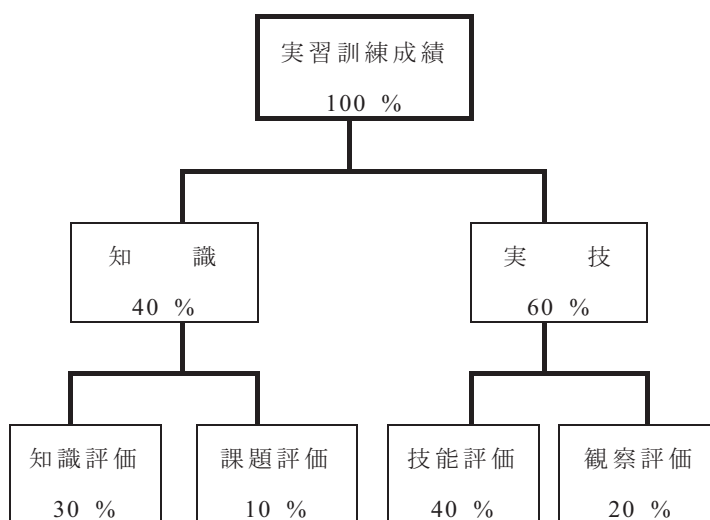 実習訓練成績
100 %
知　識
40 %
実　技
60 %
知識評価
30 %
課題評価
10 %
技能評価
40 %
観察評価
20 %